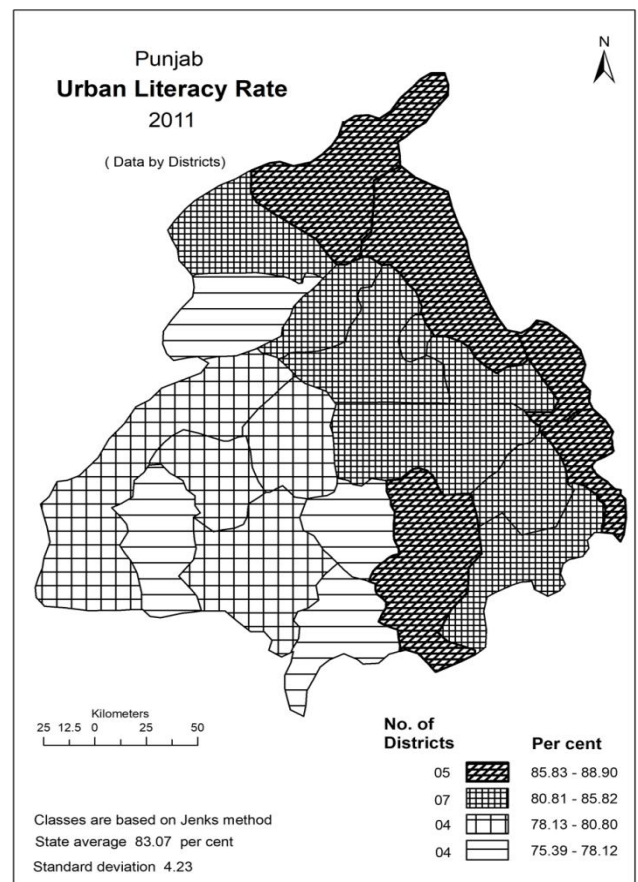 Punjab
Urban Literacy Rate
2011
( Data by Districts)
N
Kilometers
25 12.5 0 25 50
No. of
Districts
Per cent
05 85.83 - 88.90
07 80.81 - 85.82
04 78.13 - 80.80
04 75.39 - 78.12
Classes are based on Jenks method
State average 83.07 per cent
Standard deviation 4.23